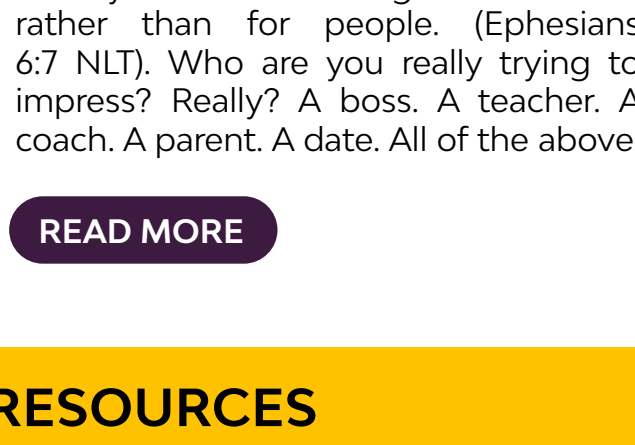 rather than for people. (Ephesians
6:7 NLT). Who are you really trying to
impress? Really? A boss. A teacher. A
coach. A parent. A date. All of the above
READ MORE
RESOURCES